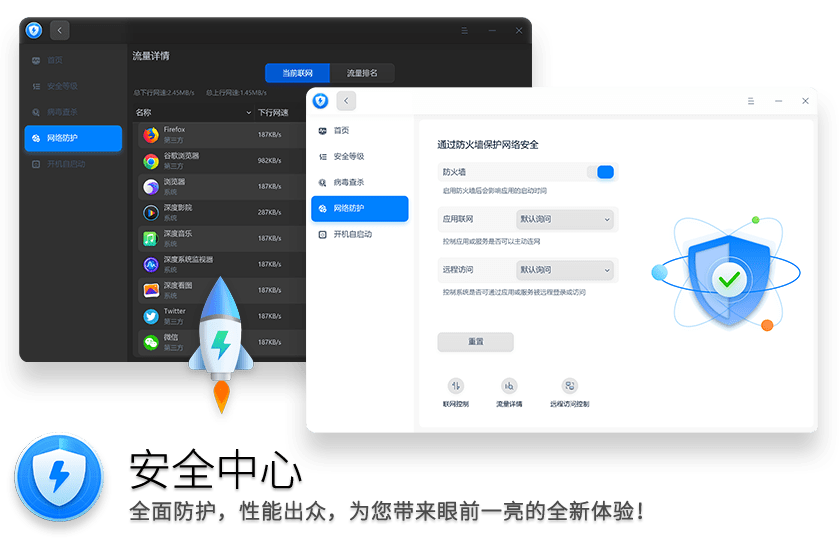 流量详情
当前联网 流量排名
总下行网速:2.45MB/s 总上行网速:1.45MB/s
名称 下行网速
首页
安全等级
病毒查杀
网络防护
开机自启动
Firefox
第三方
187KB/s
谷歌浏览器
第三方
982KB/s
浏览器
系统
187KB/s
深度影院
系统
287KB/s
深度音乐
系统
187KB/s
深度系统监视器
系统
187KB/s
深度看图
系统
187KB/s
Twitter
第三方
187KB/s
微信
第三方
187KB/s
首页
安全等级
病毒查杀
网络防护
开机自启动
通过防火墙保护网络安全
防火墙
启用防火墙后会影响应用的启动时间
应用联网 默认询问
控制应用或服务是否可以主动连网
远程访问 默认询问
控制系统是否可通过应用或服务被远程登录或访问
重置
联网控制 流量详情 远程访问控制
安全中心
全面防护，性能出众，为您带来眼前一亮的全新体验！